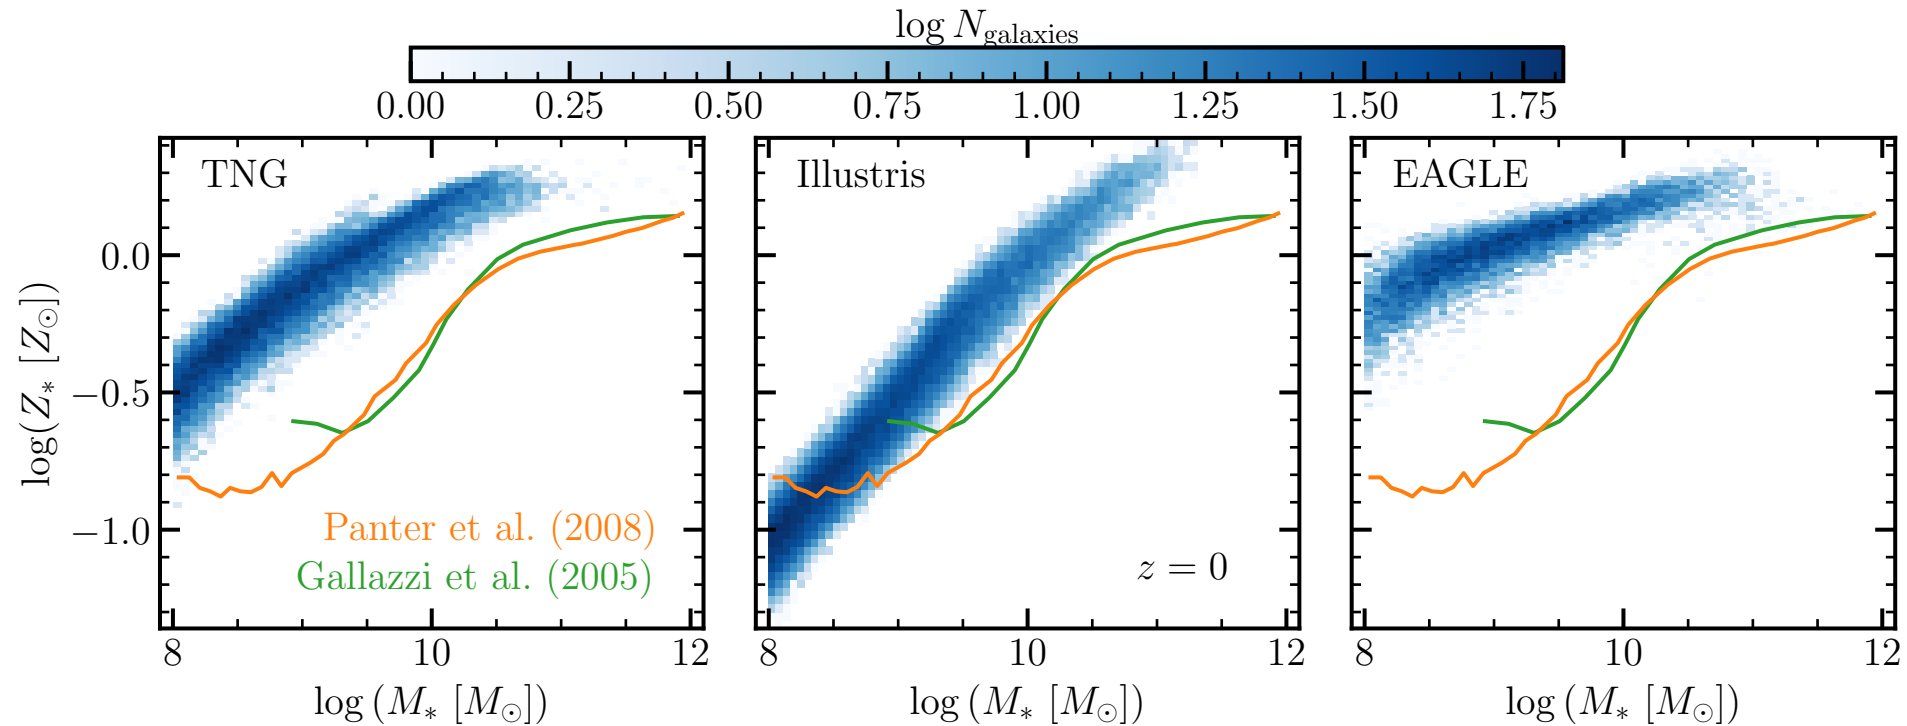 log N_galaxies
0.00 0.25 0.50 0.75 1.00 1.25 1.50 1.75
TNG
Illustris
EAGLE
log(Z_* [Z_⊙])
0.0
−0.5
−1.0
Panter et al. (2008)
Gallazzi et al. (2005)
z = 0
8 10 12
8 10 12
8 10 12
log (M_* [M_⊙])
log (M_* [M_⊙])
log (M_* [M_⊙])